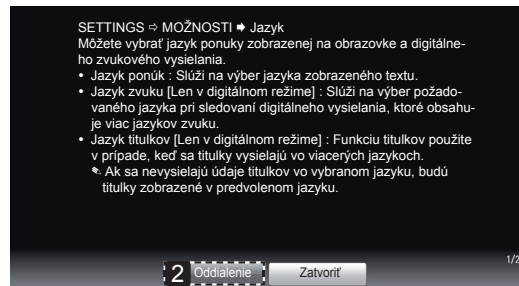 SETTINGS ⇨ MOŽNOSTI ➡ Jazyk
Môžete vybrať jazyk ponuky zobrazenej na obrazovke a digitálne-
ho zvukového vysielania.
• Jazyk ponúk : Slúži na výber jazyka zobrazeného textu.
• Jazyk zvuku [Len v digitálnom režime] : Slúži na výber požado-
vaného jazyka pri sledovaní digitálneho vysielania, ktoré obsahu-
je viac jazykov zvuku.
• Jazyk titulkov [Len v digitálnom režime] : Funkciu titulkov použite
v prípade, keď sa titulky vysielajú vo viacerých jazykoch.
✎ Ak sa nevysielajú údaje titulkov vo vybranom jazyku, budú
titulky zobrazené v predvolenom jazyku.
1/2
2 Oddialenie Zatvoriť